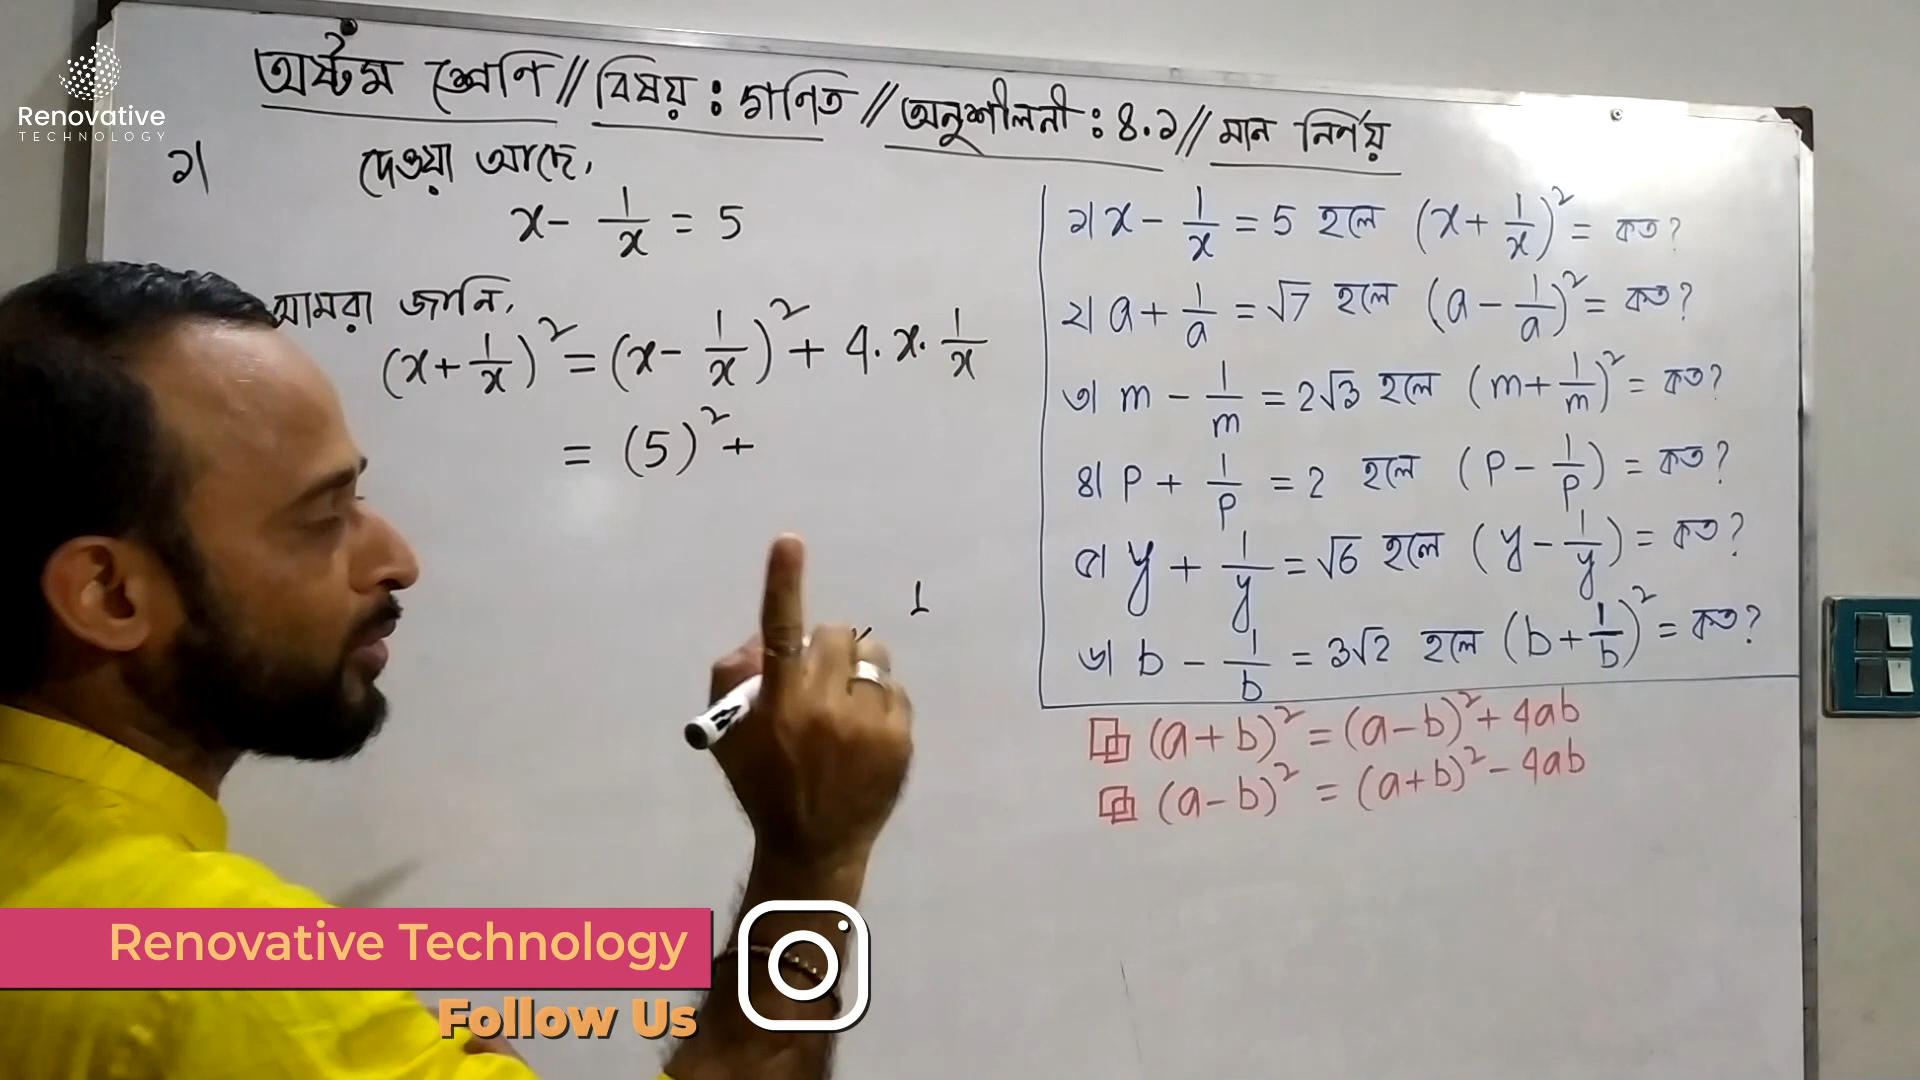 Renovative
TECHNOLOGY
অষ্টম শ্রেণি // বিষয় : গণিত // অনুশীলনী : ৪.১ // মান নির্ণয়
১। দেওয়া আছে,
x - 1/x = 5
আমরা জানি,
(x + 1/x)² = (x - 1/x)² + 4. x. 1/x
= (5)² +
1
১। x - 1/x = 5 হলে (x + 1/x)² = কত?
২। a + 1/a = √7 হলে (a - 1/a)² = কত?
৩। m - 1/m = 2√3 হলে (m + 1/m)² = কত?
৪। p + 1/p = 2 হলে (p - 1/p) = কত?
৫। y + 1/y = √6 হলে (y - 1/y) = কত?
৬। b - 1/b = 3√2 হলে (b + 1/b)² = কত?
(a + b)² = (a - b)² + 4ab
(a - b)² = (a + b)² - 4ab
Renovative Technology
Follow Us